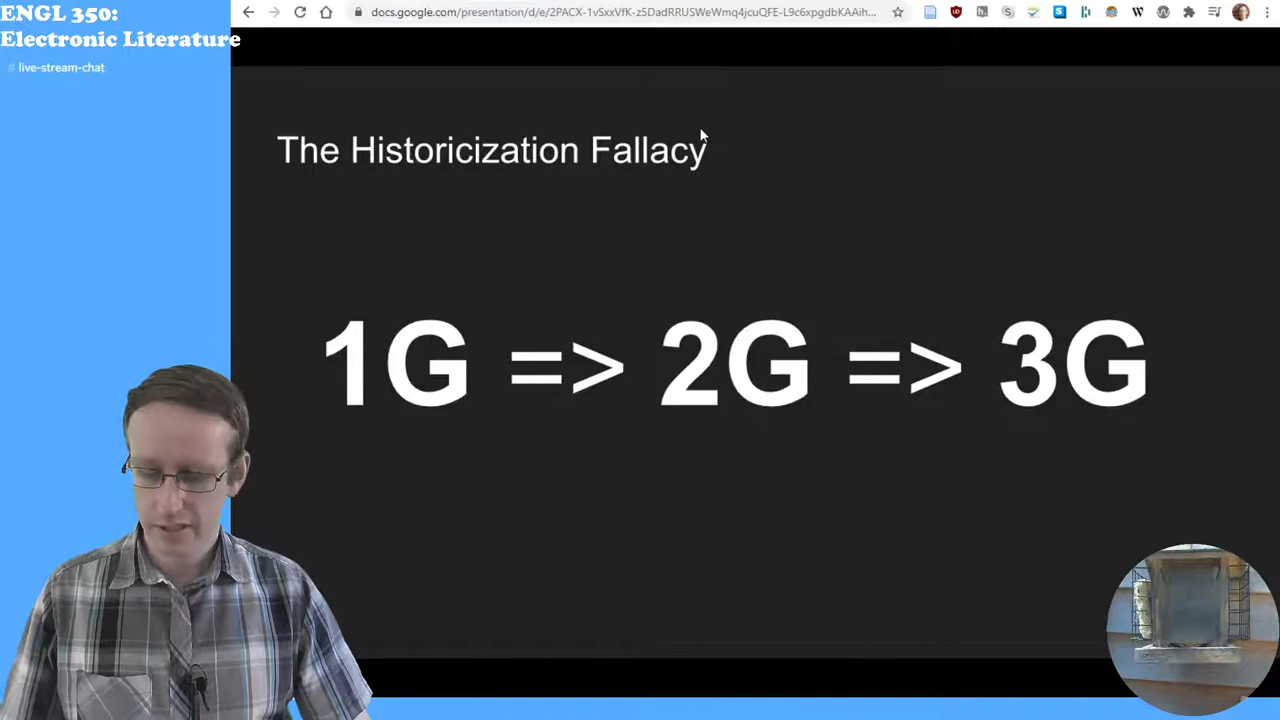 ENGL 350:
Electronic Literature
# live-stream-chat
docs.google.com/presentation/d/e/2PACX-1vSxxVfK-z5DadRRUSWeWmq4jcuQFE-L9c6xpgdbKAAih...
The Historicization Fallacy
1G => 2G => 3G